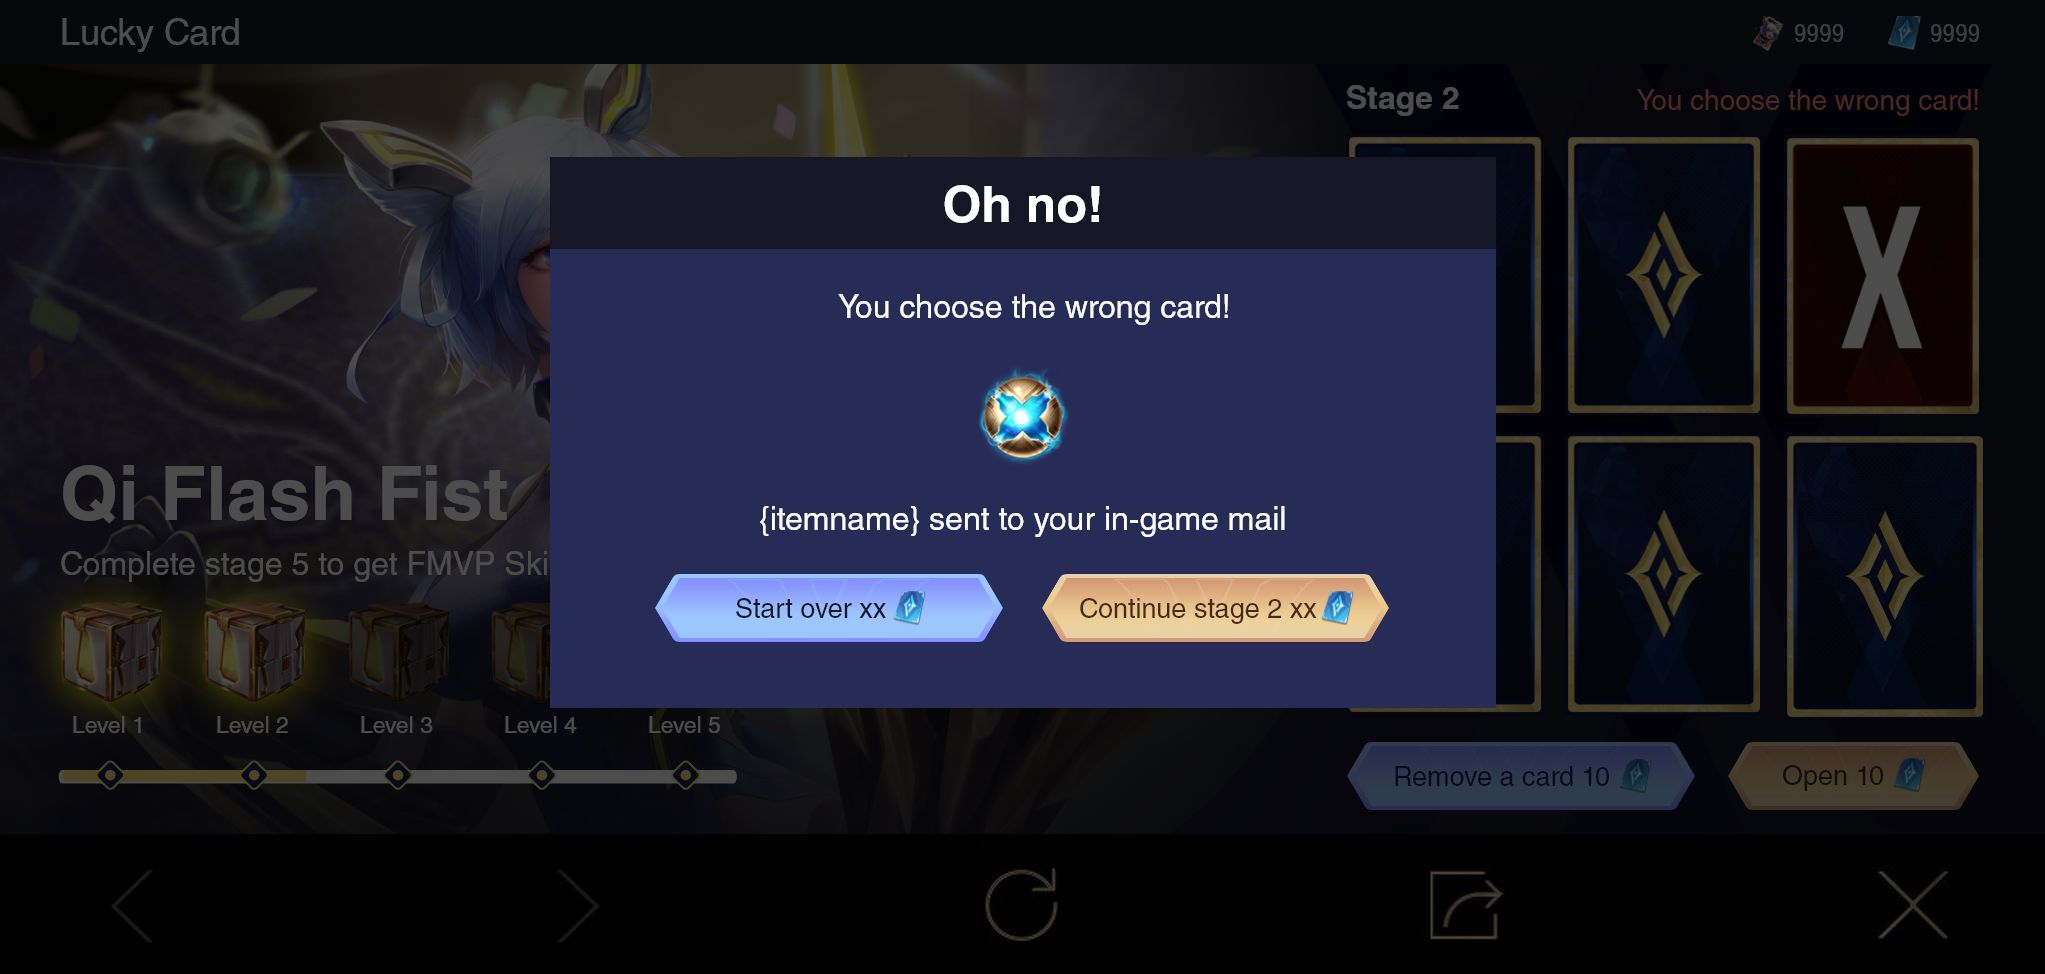 Lucky Card
9999
9999
Stage 2
You choose the wrong card!
X
Oh no!
You choose the wrong card!
{itemname} sent to your in-game mail
Start over xx
Continue stage 2 xx
Qi Flash Fist
Complete stage 5 to get FMVP Ski
Level 1
Level 2
Level 3
Level 4
Level 5
Remove a card 10
Open 10